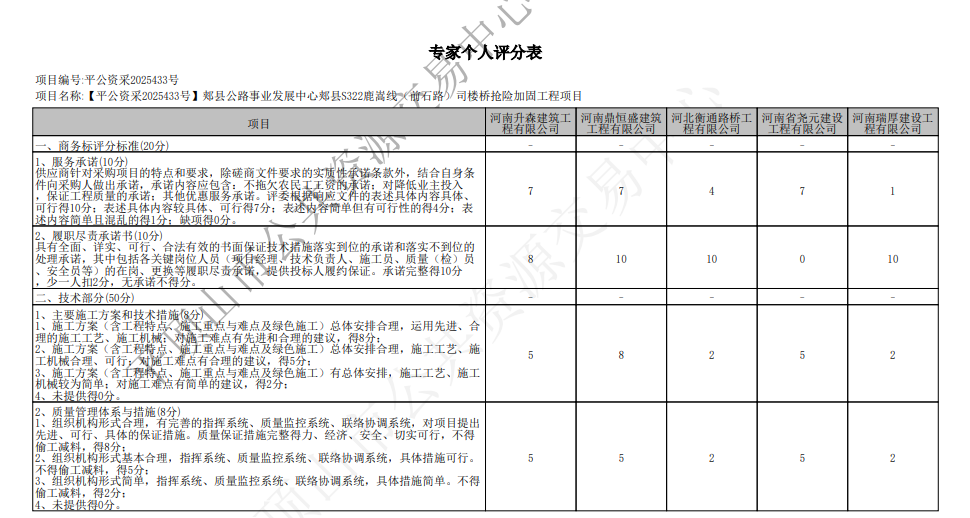 专家个人评分表
项目编号:平公资采2025433号
项目名称:【平公资采2025433号】郏县公路事业发展中心郏县S322鹿嵩线（前石路）司楼桥抢险加固工程项目
项目
河南升森建筑工程有限公司
河南鼎恒盛建筑工程有限公司
河北衡通路桥工程有限公司
河南省尧元建设工程有限公司
河南瑞厚建设工程有限公司
一、商务标评分标准(20分)
- - - - -
1、服务承诺(10分)
供应商针对采购项目的特点和要求，除磋商文件要求的实质性承诺条款外，结合自身条
件向采购人做出承诺，承诺内容应包含：不拖欠农民工工资的承诺；对降低业主投入
，保证工程质量的承诺；其他优惠服务承诺。评委根据响应文件的表述具体内容具体、
可行得10分；表述具体内容较具体、可行得7分；表述内容简单但有可行性的得4分；表
述内容简单且混乱的得1分；缺项得0分。
7 7 4 7 1
2、履职尽责承诺书(10分)
具有全面、详实、可行、合法有效的书面保证技术措施落实到位的承诺和落实不到位的
处理承诺，其中包括各关键岗位人员（项目经理、技术负责人、施工员、质量（检）员
、安全员等）的在岗、更换等履职尽责承诺，提供投标人履约保证。承诺完整得10分
，少一人扣2分，无承诺不得分。
8 10 10 0 10
二、技术部分(50分)
- - - - -
1、主要施工方案和技术措施(8分)
1、施工方案（含工程特点、施工重点与难点及绿色施工）总体安排合理，运用先进、合
理的施工工艺、施工机械；对施工难点有先进和合理的建议，得8分；
2、施工方案（含工程特点、施工重点与难点及绿色施工）总体安排合理，施工工艺、施
工机械合理、可行；对施工难点有合理的建议，得5分；
3、施工方案（含工程特点、施工重点与难点及绿色施工）有总体安排，施工工艺、施工
机械较为简单；对施工难点有简单的建议，得2分；
4、未提供得0分。
5 8 2 5 2
2、质量管理体系与措施(8分)
1、组织机构形式合理，有完善的指挥系统、质量监控系统、联络协调系统，对项目提出
先进、可行、具体的保证措施。质量保证措施完整得力、经济、安全、切实可行，不得
偷工减料，得8分；
2、组织机构形式基本合理，指挥系统、质量监控系统、联络协调系统，具体措施可行。
不得偷工减料，得5分；
3、组织机构形式简单，指挥系统、质量监控系统、联络协调系统，具体措施简单。不得
偷工减料，得2分；
4、未提供得0分。
5 5 2 5 2